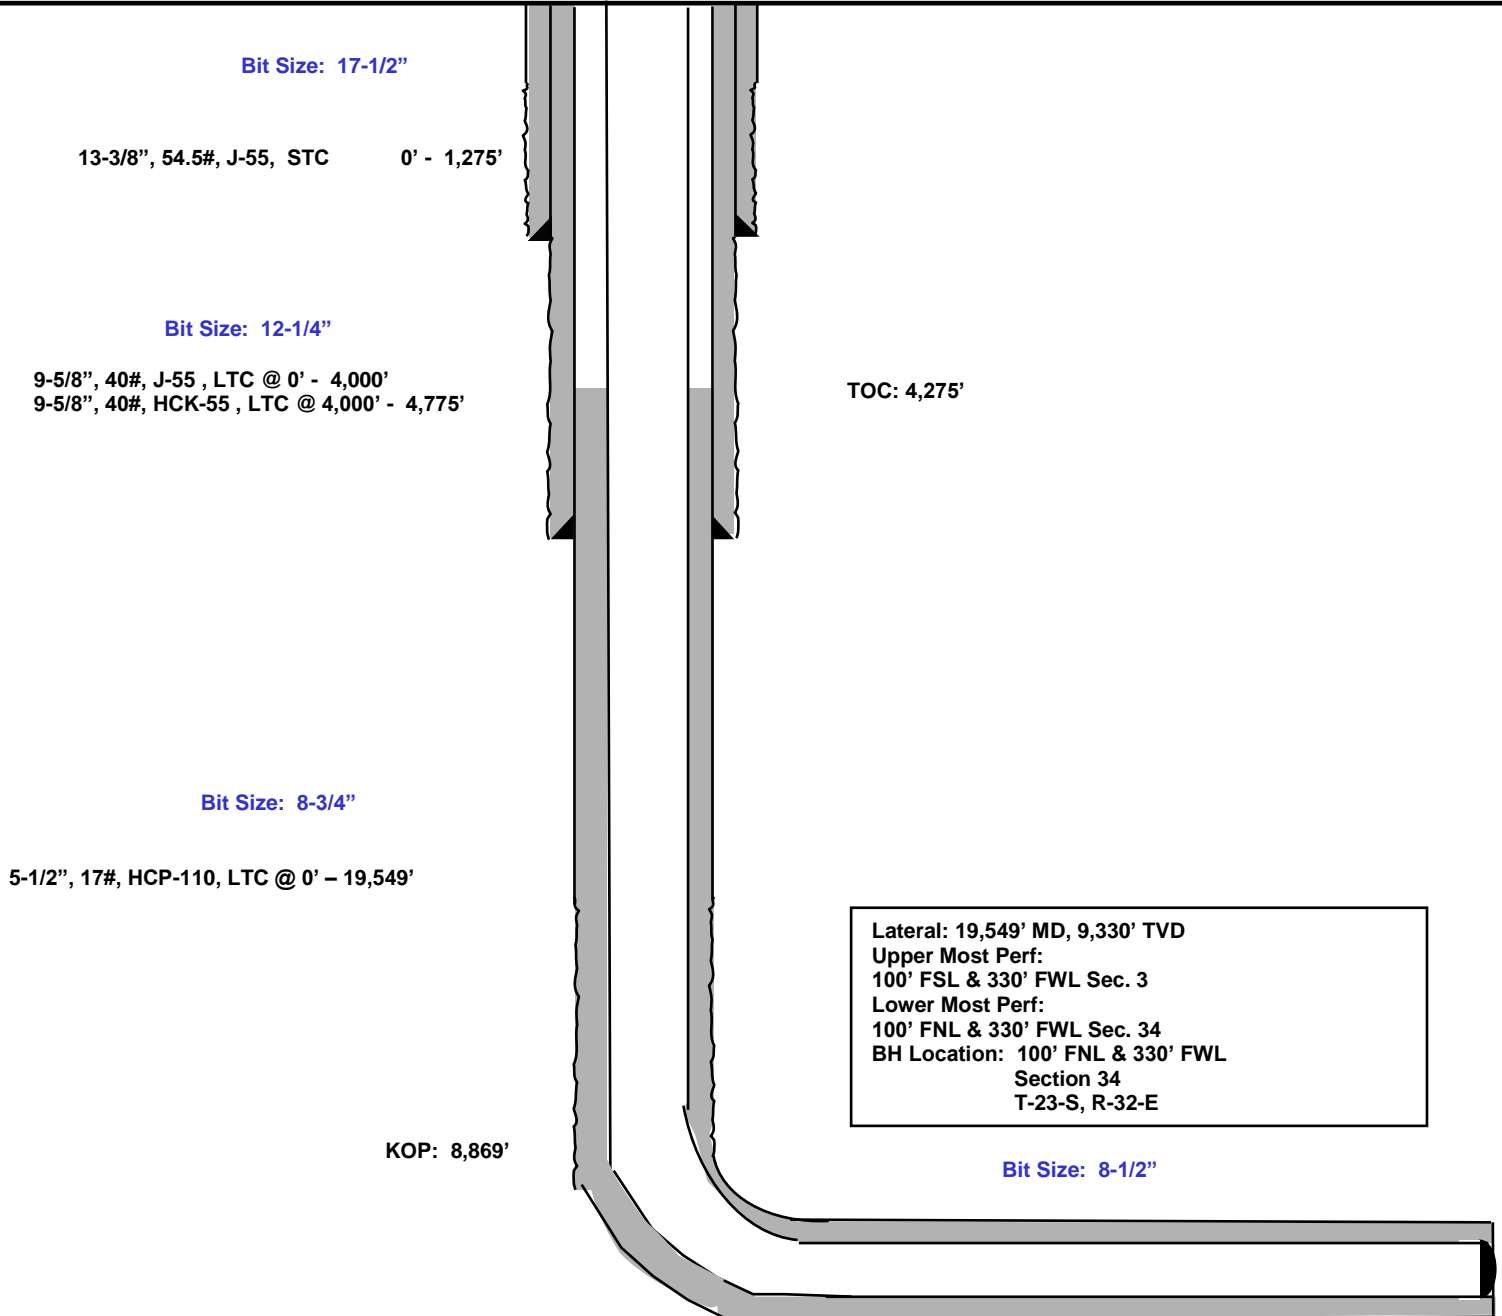 Bit Size: 17-1/2”
13-3/8”, 54.5#, J-55, STC 0’ - 1,275’
Bit Size: 12-1/4”
9-5/8”, 40#, J-55 , LTC @ 0’ - 4,000’
9-5/8”, 40#, HCK-55 , LTC @ 4,000’ - 4,775’
TOC: 4,275’
Bit Size: 8-3/4”
5-1/2”, 17#, HCP-110, LTC @ 0’ – 19,549’
Lateral: 19,549’ MD, 9,330’ TVD
Upper Most Perf:
100’ FSL & 330’ FWL Sec. 3
Lower Most Perf:
100’ FNL & 330’ FWL Sec. 34
BH Location: 100’ FNL & 330’ FWL
Section 34
T-23-S, R-32-E
KOP: 8,869’
Bit Size: 8-1/2”